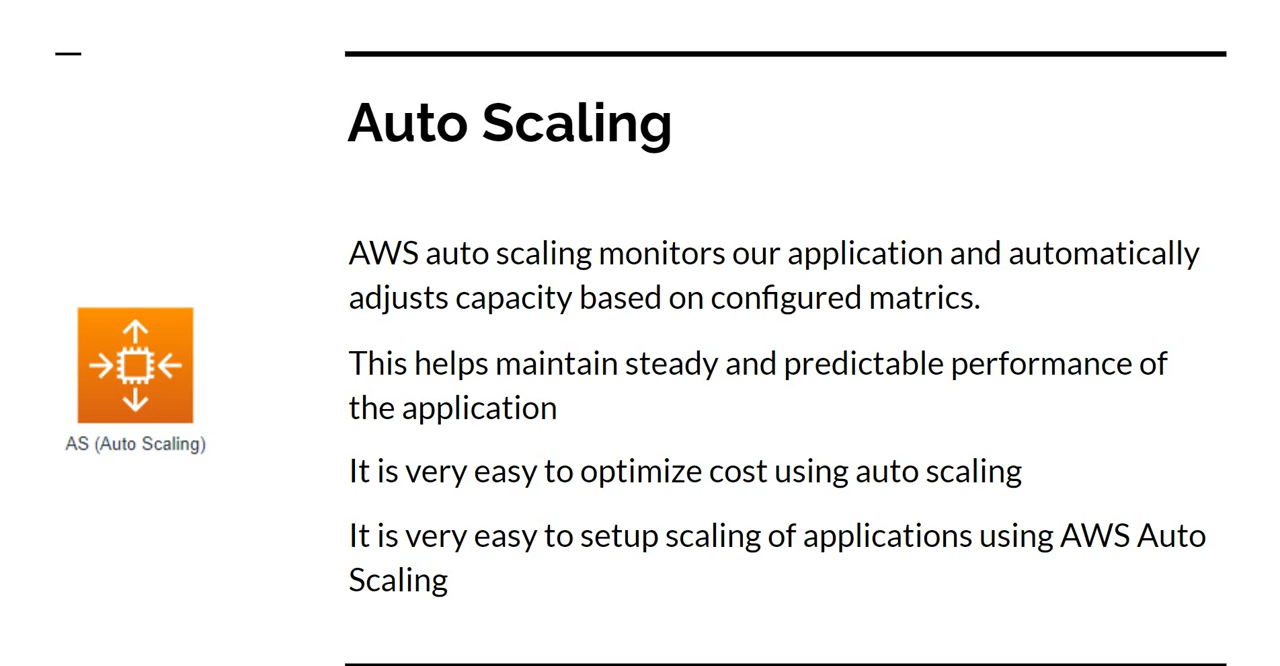 Auto Scaling
AWS auto scaling monitors our application and automatically
adjusts capacity based on configured matrics.
This helps maintain steady and predictable performance of
the application
It is very easy to optimize cost using auto scaling
It is very easy to setup scaling of applications using AWS Auto
Scaling
AS (Auto Scaling)